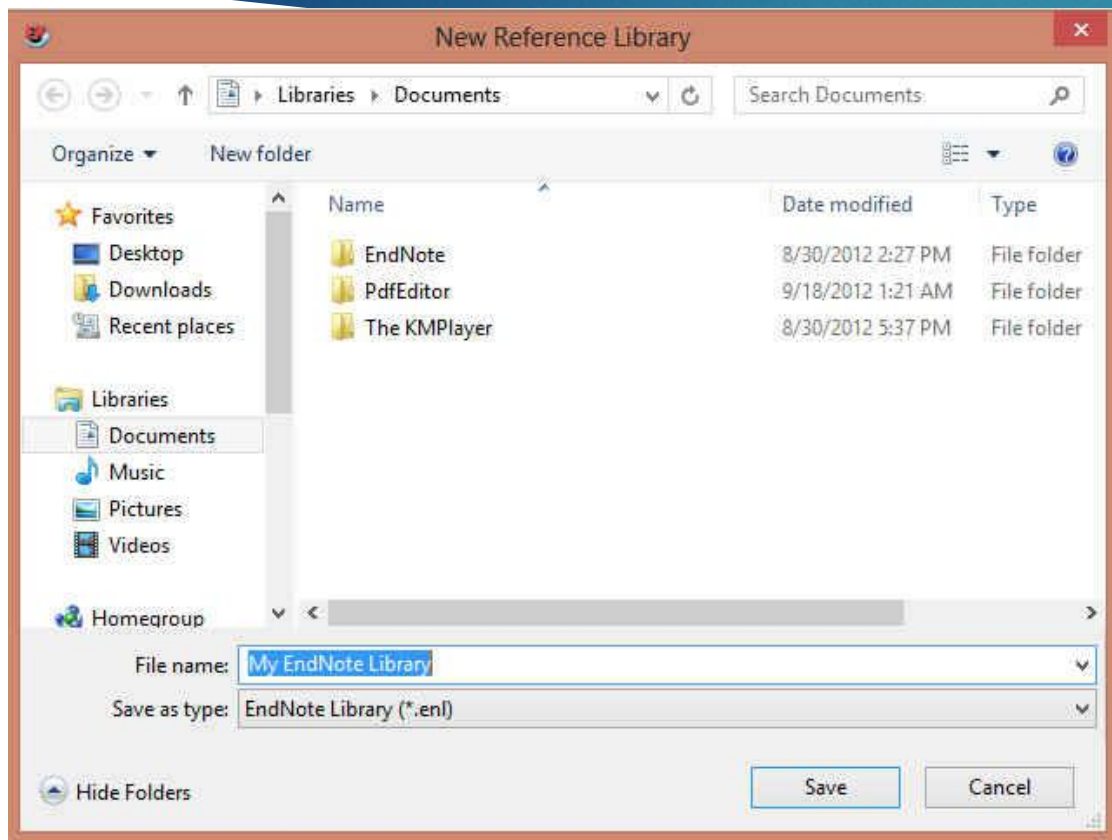 New Reference Library
Libraries Documents Search Documents
Organize New folder
Name Date modified Type
Favorites
Desktop
Downloads
Recent places
EndNote 8/30/2012 2:27 PM File folder
PdfEditor 9/18/2012 1:21 AM File folder
The KMPlayer 8/30/2012 5:37 PM File folder
Libraries
Documents
Music
Pictures
Videos
Homegroup
File name: My EndNote Library
Save as type: EndNote Library (*.enl)
Hide Folders Save Cancel